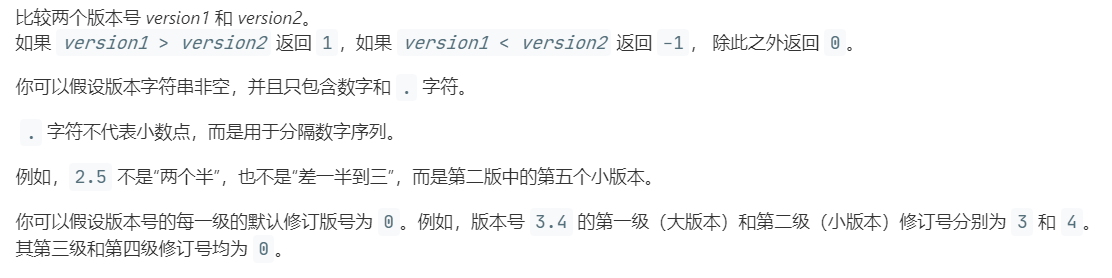 比较两个版本号 version1 和 version2。
如果 version1 > version2 返回 1，如果 version1 < version2 返回 -1， 除此之外返回 0。
你可以假设版本字符串非空，并且只包含数字和 . 字符。
. 字符不代表小数点，而是用于分隔数字序列。
例如，2.5 不是“两个半”，也不是“差一半到三”，而是第二版中的第五个小版本。
你可以假设版本号的每一级的默认修订版号为 0。例如，版本号 3.4 的第一级（大版本）和第二级（小版本）修订号分别为 3 和 4。
其第三级和第四级修订号均为 0。